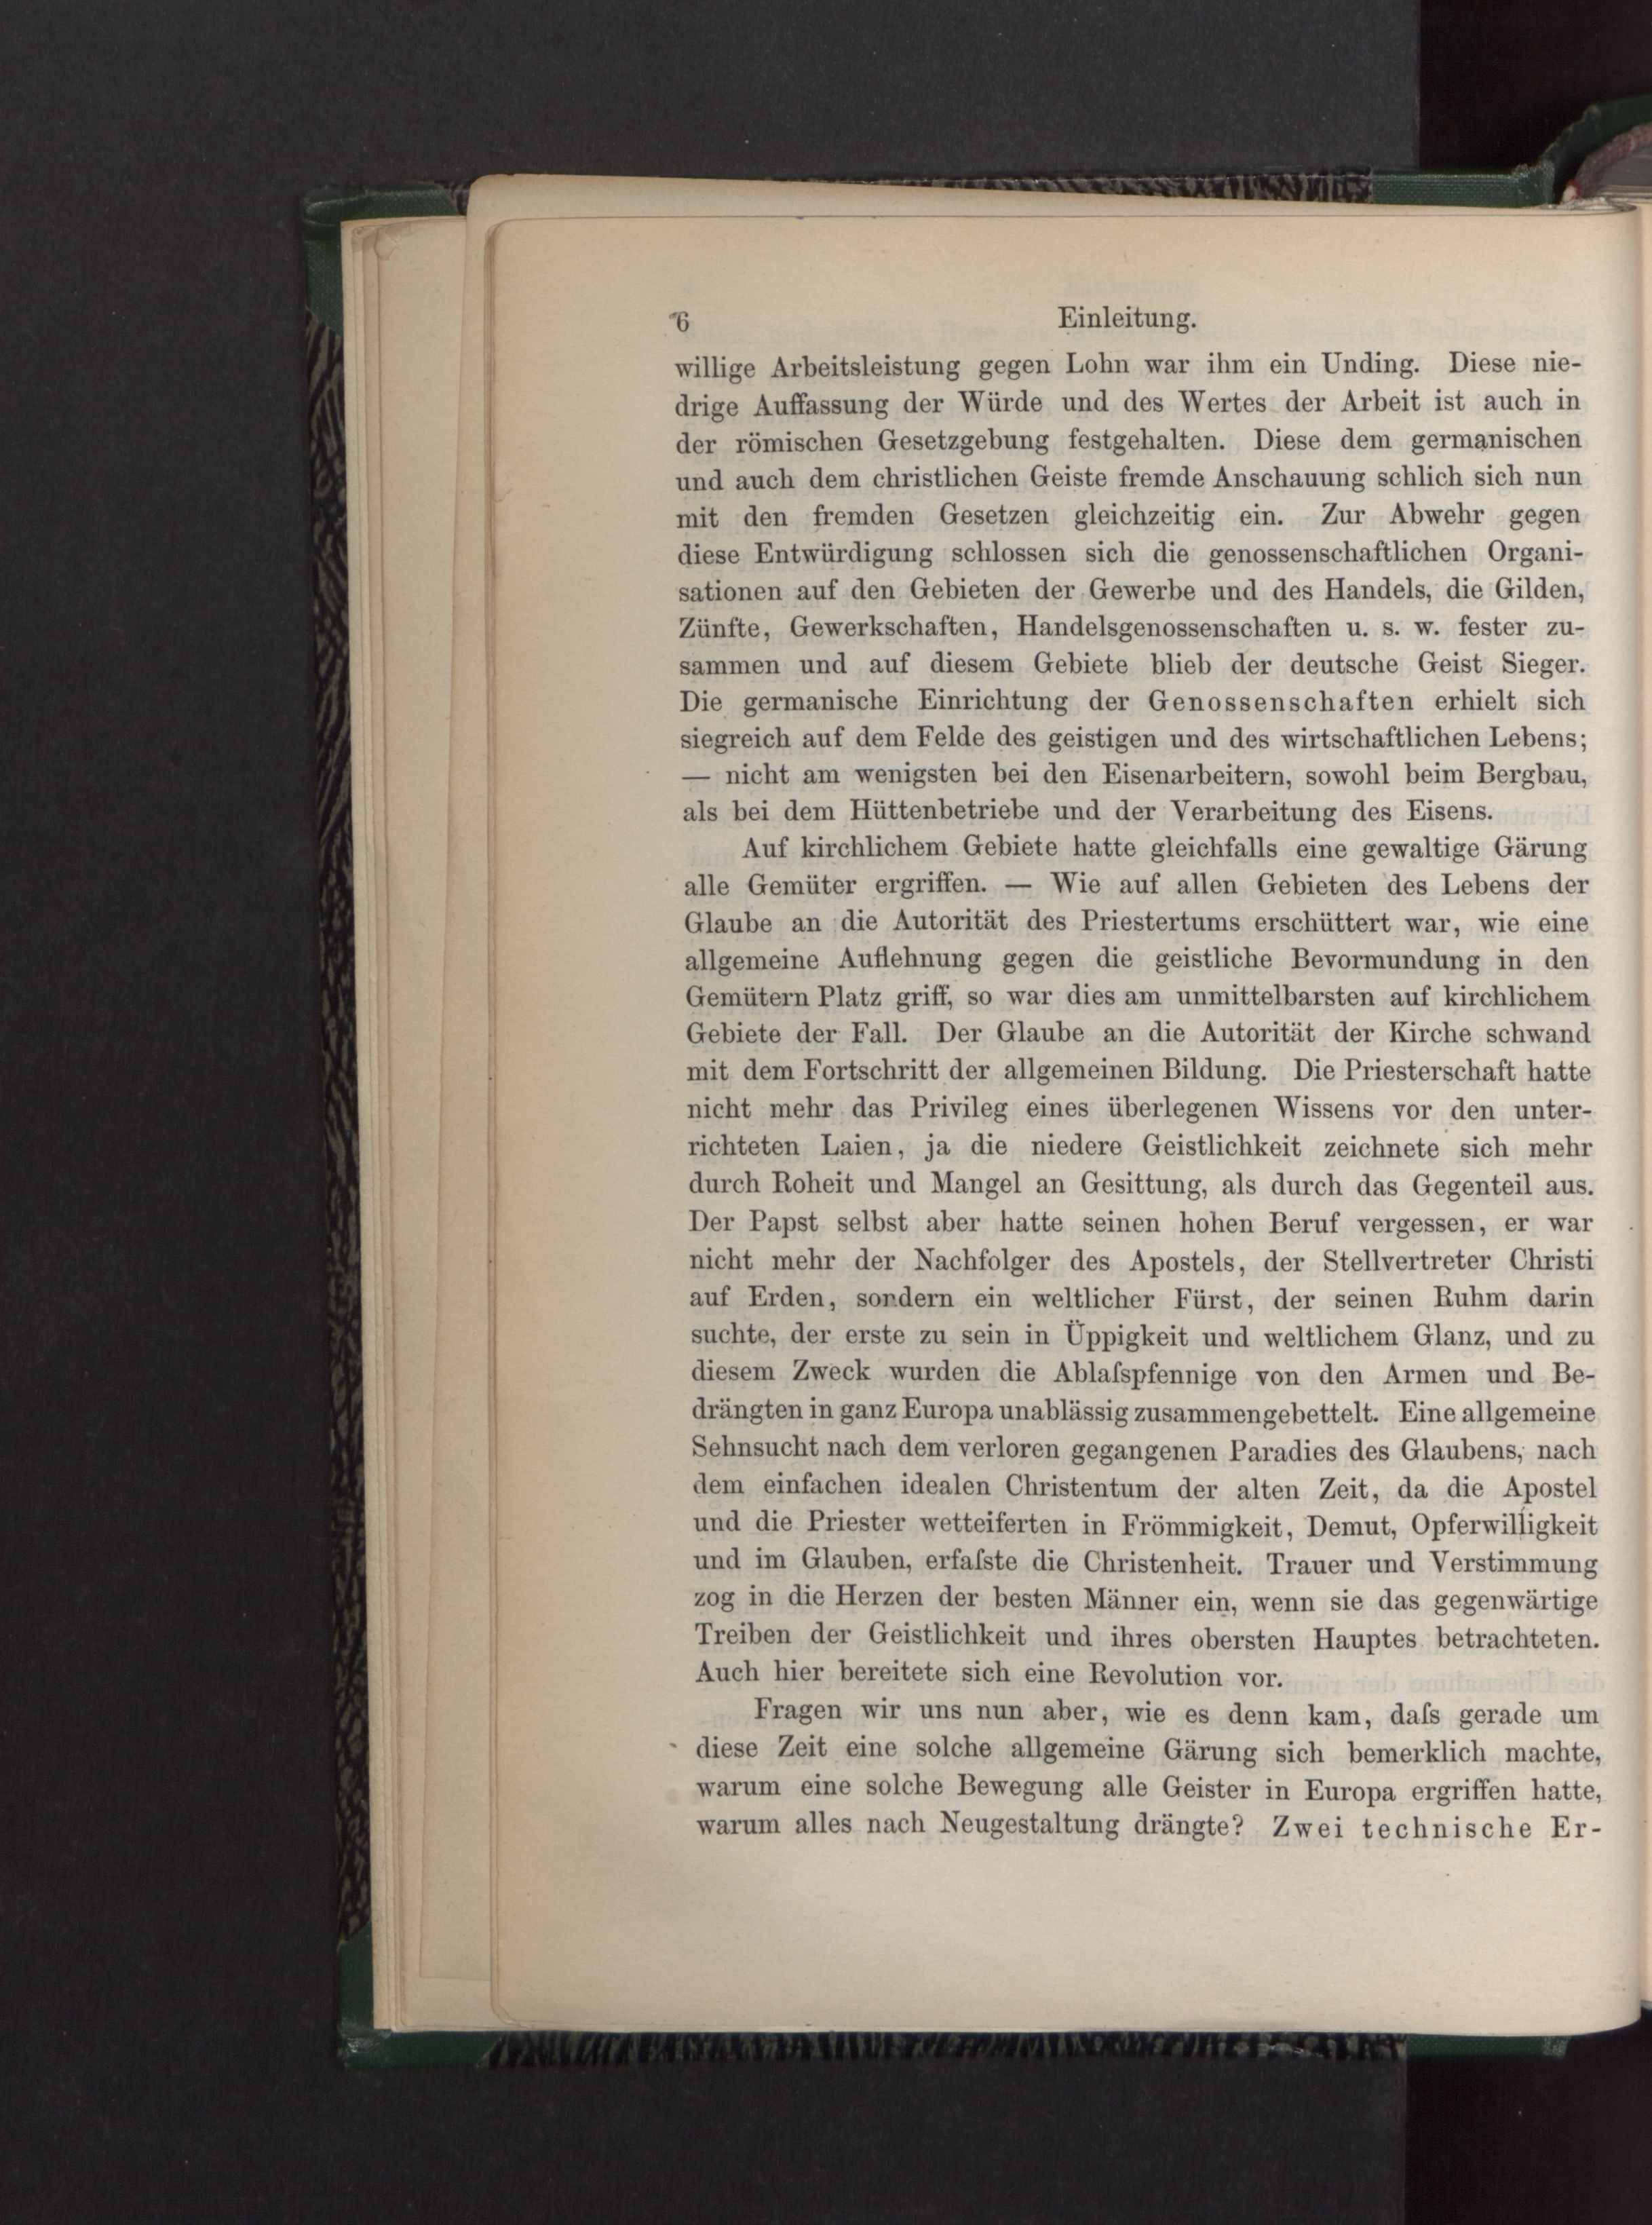 6 Einleitung.
willige Arbeitsleistung gegen Lohn war ihm ein Unding. Diese nie-
drige Auffassung der Würde und des Wertes der Arbeit ist auch in
der römischen Gesetzgebung festgehalten. Diese dem germanischen
und auch dem christlichen Geiste fremde Anschauung schlich sich nun
mit den fremden Gesetzen gleichzeitig ein. Zur Abwehr gegen
diese Entwürdigung schlossen sich die genossenschaftlichen Organi-
sationen auf den Gebieten der Gewerbe und des Handels, die Gilden,
Zünfte, Gewerkschaften, Handelsgenossenschaften u. s. w. fester zu-
sammen und auf diesem Gebiete blieb der deutsche Geist Sieger.
Die germanische Einrichtung der Genossenschaften erhielt sich
siegreich auf dem Felde des geistigen und des wirtschaftlichen Lebens;
— nicht am wenigsten bei den Eisenarbeitern, sowohl beim Bergbau,
als bei dem Hüttenbetriebe und der Verarbeitung des Eisens.
Auf kirchlichem Gebiete hatte gleichfalls eine gewaltige Gärung
alle Gemüter ergriffen. — Wie auf allen Gebieten des Lebens der
Glaube an die Autorität des Priestertums erschüttert war, wie eine
allgemeine Auflehnung gegen die geistliche Bevormundung in den
Gemütern Platz griff, so war dies am unmittelbarsten auf kirchlichem
Gebiete der Fall. Der Glaube an die Autorität der Kirche schwand
mit dem Fortschritt der allgemeinen Bildung. Die Priesterschaft hatte
nicht mehr das Privileg eines überlegenen Wissens vor den unter-
richteten Laien, ja die niedere Geistlichkeit zeichnete sich mehr
durch Roheit und Mangel an Gesittung, als durch das Gegenteil aus.
Der Papst selbst aber hatte seinen hohen Beruf vergessen, er war
nicht mehr der Nachfolger des Apostels, der Stellvertreter Christi
auf Erden, sondern ein weltlicher Fürst, der seinen Ruhm darin
suchte, der erste zu sein in Üppigkeit und weltlichem Glanz, und zu
diesem Zweck wurden die Ablaſspfennige von den Armen und Be-
drängten in ganz Europa unablässig zusammengebettelt. Eine allgemeine
Sehnsucht nach dem verloren gegangenen Paradies des Glaubens, nach
dem einfachen idealen Christentum der alten Zeit, da die Apostel
und die Priester wetteiferten in Frömmigkeit, Demut, Opferwilligkeit
und im Glauben, erfaſste die Christenheit. Trauer und Verstimmung
zog in die Herzen der besten Männer ein, wenn sie das gegenwärtige
Treiben der Geistlichkeit und ihres obersten Hauptes betrachteten.
Auch hier bereitete sich eine Revolution vor.
Fragen wir uns nun aber, wie es denn kam, daſs gerade um
diese Zeit eine solche allgemeine Gärung sich bemerklich machte,
warum eine solche Bewegung alle Geister in Europa ergriffen hatte,
warum alles nach Neugestaltung drängte? Zwei technische Er-